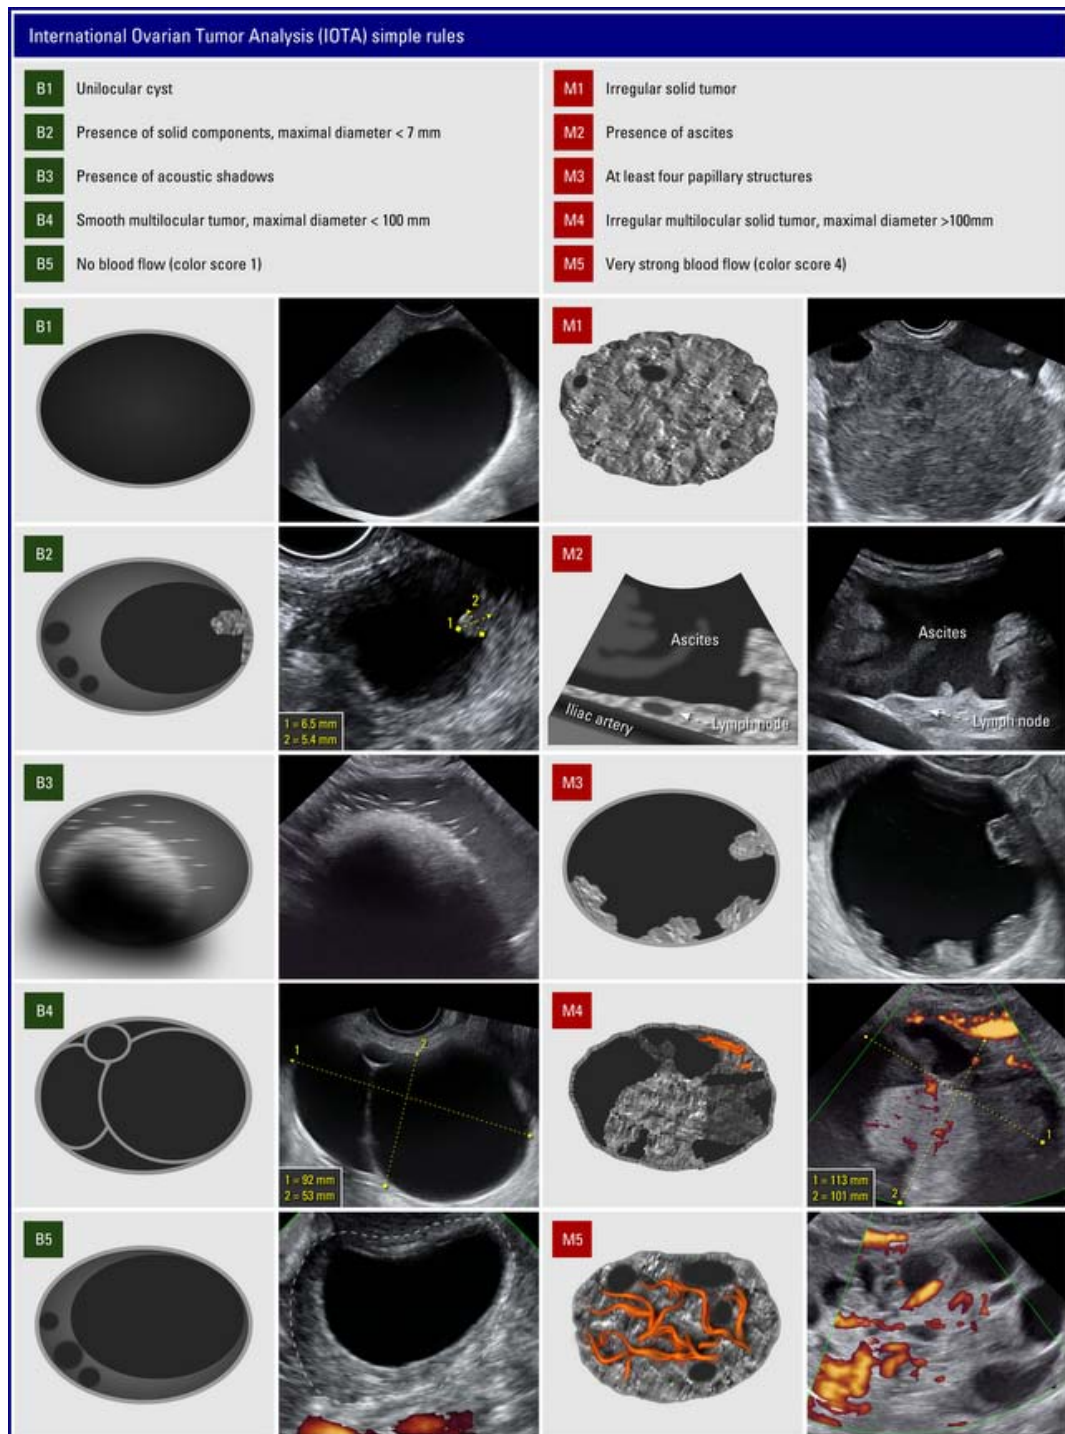 International Ovarian Tumor Analysis (IOTA) simple rules
B1 Unilocular cyst
B2 Presence of solid components, maximal diameter < 7 mm
B3 Presence of acoustic shadows
B4 Smooth multilocular tumor, maximal diameter < 100 mm
B5 No blood flow (color score 1)
M1 Irregular solid tumor
M2 Presence of ascites
M3 At least four papillary structures
M4 Irregular multilocular solid tumor, maximal diameter >100mm
M5 Very strong blood flow (color score 4)
B1
M1
B2
1
2
1 = 6.5 mm
2 = 5.4 mm
M2
Ascites
Iliac artery
Lymph node
Ascites
Lymph node
B3
M3
B4
1
2
1 = 92 mm
2 = 53 mm
M4
1
2
1 = 113 mm
2 = 101 mm
B5
M5